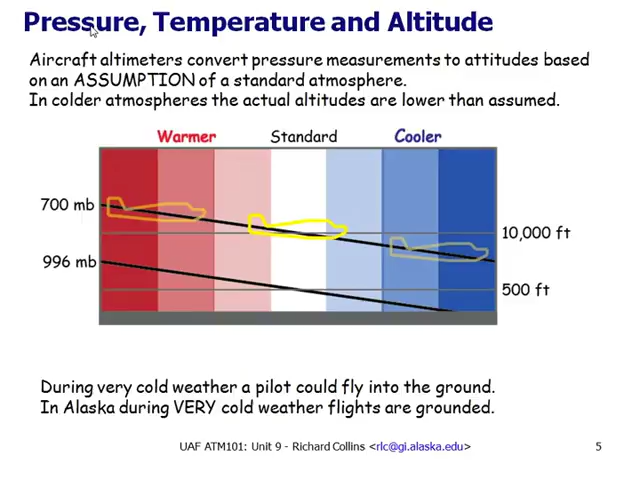 Pressure, Temperature and Altitude
Aircraft altimeters convert pressure measurements to attitudes based
on an ASSUMPTION of a standard atmosphere.
In colder atmospheres the actual altitudes are lower than assumed.
Warmer Standard Cooler
700 mb
10,000 ft
996 mb
500 ft
During very cold weather a pilot could fly into the ground.
In Alaska during VERY cold weather flights are grounded.
UAF ATM101: Unit 9 - Richard Collins <rlc@gi.alaska.edu> 5